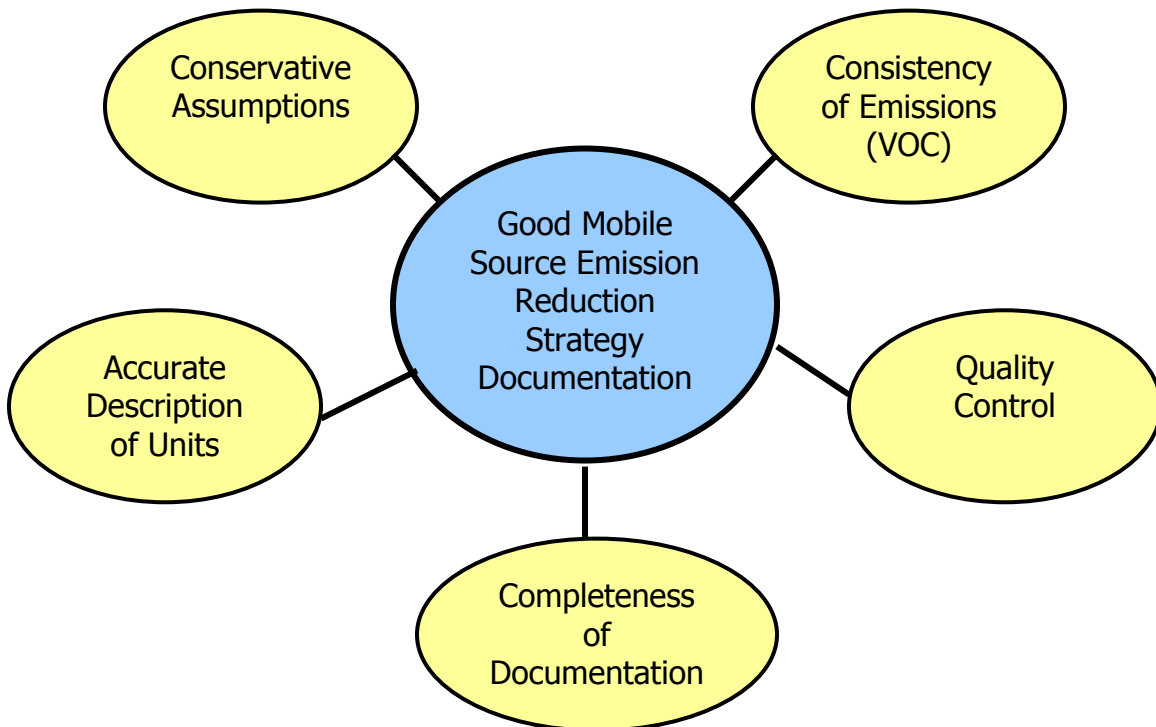 Conservative
Assumptions
Consistency
of Emissions
(VOC)
Good Mobile
Source Emission
Reduction
Strategy
Documentation
Accurate
Description
of Units
Quality
Control
Completeness
of
Documentation